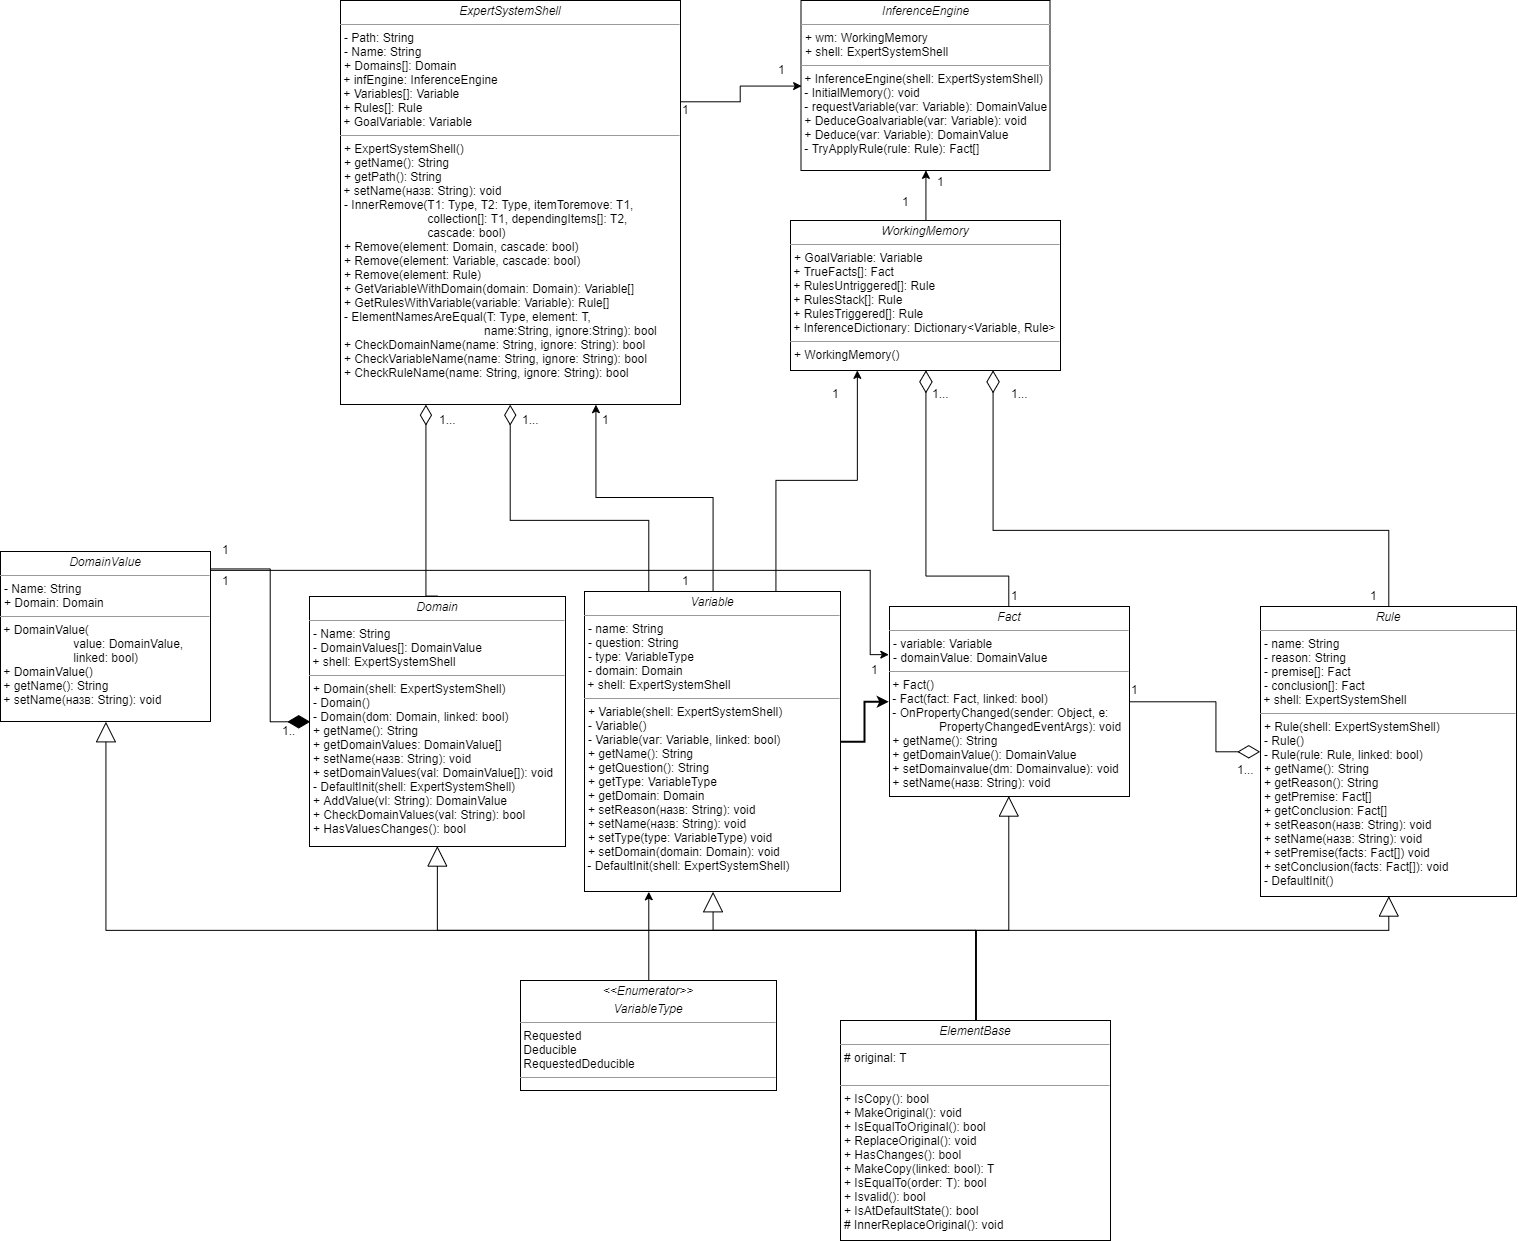 ExpertSystemShell
- Path: String
- Name: String
+ Domains[]: Domain
+ infEngine: InferenceEngine
+ Variables[]: Variable
+ Rules[]: Rule
+ GoalVariable: Variable
+ ExpertSystemShell()
+ getName(): String
+ getPath(): String
+ setName(назв: String): void
- InnerRemove(T1: Type, T2: Type, itemToremove: T1,
collection[]: T1, dependingItems[]: T2,
cascade: bool)
+ Remove(element: Domain, cascade: bool)
+ Remove(element: Variable, cascade: bool)
+ Remove(element: Rule)
+ GetVariableWithDomain(domain: Domain): Variable[]
+ GetRulesWithVariable(variable: Variable): Rule[]
- ElementNamesAreEqual(T: Type, element: T,
name:String, ignore:String): bool
+ CheckDomainName(name: String, ignore: String): bool
+ CheckVariableName(name: String, ignore: String): bool
+ CheckRuleName(name: String, ignore: String): bool
1
1
InferenceEngine
+ wm: WorkingMemory
+ shell: ExpertSystemShell
+ InferenceEngine(shell: ExpertSystemShell)
- InitialMemory(): void
- requestVariable(var: Variable): DomainValue
+ DeduceGoalvariable(var: Variable): void
+ Deduce(var: Variable): DomainValue
- TryApplyRule(rule: Rule): Fact[]
1
1
WorkingMemory
+ GoalVariable: Variable
+ TrueFacts[]: Fact
+ RulesUntriggered[]: Rule
+ RulesStack[]: Rule
+ RulesTriggered[]: Rule
+ InferenceDictionary: Dictionary<Variable, Rule>
+ WorkingMemory()
1...
1...
1
1
1...
1...
DomainValue
- Name: String
+ Domain: Domain
+ DomainValue(
value: DomainValue,
linked: bool)
+ DomainValue()
+ getName(): String
+ setName(назв: String): void
1
1
1..
Domain
- Name: String
- DomainValues[]: DomainValue
+ shell: ExpertSystemShell
+ Domain(shell: ExpertSystemShell)
- Domain()
- Domain(dom: Domain, linked: bool)
+ getName(): String
+ getDomainValues: DomainValue[]
+ setName(назв: String): void
+ setDomainValues(val: DomainValue[]): void
- DefaultInit(shell: ExpertSystemShell)
+ AddValue(vl: String): DomainValue
+ CheckDomainValues(val: String): bool
+ HasValuesChanges(): bool
1
Variable
- name: String
- question: String
- type: VariableType
- domain: Domain
+ shell: ExpertSystemShell
+ Variable(shell: ExpertSystemShell)
- Variable()
- Variable(var: Variable, linked: bool)
+ getName(): String
+ getQuestion(): String
+ getType: VariableType
+ getDomain: Domain
+ setReason(назв: String): void
+ setName(назв: String): void
+ setType(type: VariableType) void
+ setDomain(domain: Domain): void
- DefaultInit(shell: ExpertSystemShell)
1
1
Fact
- variable: Variable
- domainValue: DomainValue
+ Fact()
- Fact(fact: Fact, linked: bool)
- OnPropertyChanged(sender: Object, e:
PropertyChangedEventArgs): void
+ getName(): String
+ getDomainValue(): DomainValue
+ setDomainvalue(dm: Domainvalue): void
+ setName(назв: String): void
1
1...
1
Rule
- name: String
- reason: String
- premise[]: Fact
- conclusion[]: Fact
+ shell: ExpertSystemShell
+ Rule(shell: ExpertSystemShell)
- Rule()
- Rule(rule: Rule, linked: bool)
+ getName(): String
+ getReason(): String
+ getPremise: Fact[]
+ getConclusion: Fact[]
+ setReason(назв: String): void
+ setName(назв: String): void
+ setPremise(facts: Fact[]) void
+ setConclusion(facts: Fact[]): void
- DefaultInit()
<<Enumerator>>
VariableType
Requested
Deducible
RequestedDeducible
ElementBase
# original: T
+ IsCopy(): bool
+ MakeOriginal(): void
+ IsEqualToOriginal(): bool
+ ReplaceOriginal(): void
+ HasChanges(): bool
+ MakeCopy(linked: bool): T
+ IsEqualTo(order: T): bool
+ Isvalid(): bool
+ IsAtDefaultState(): bool
# InnerReplaceOriginal(): void